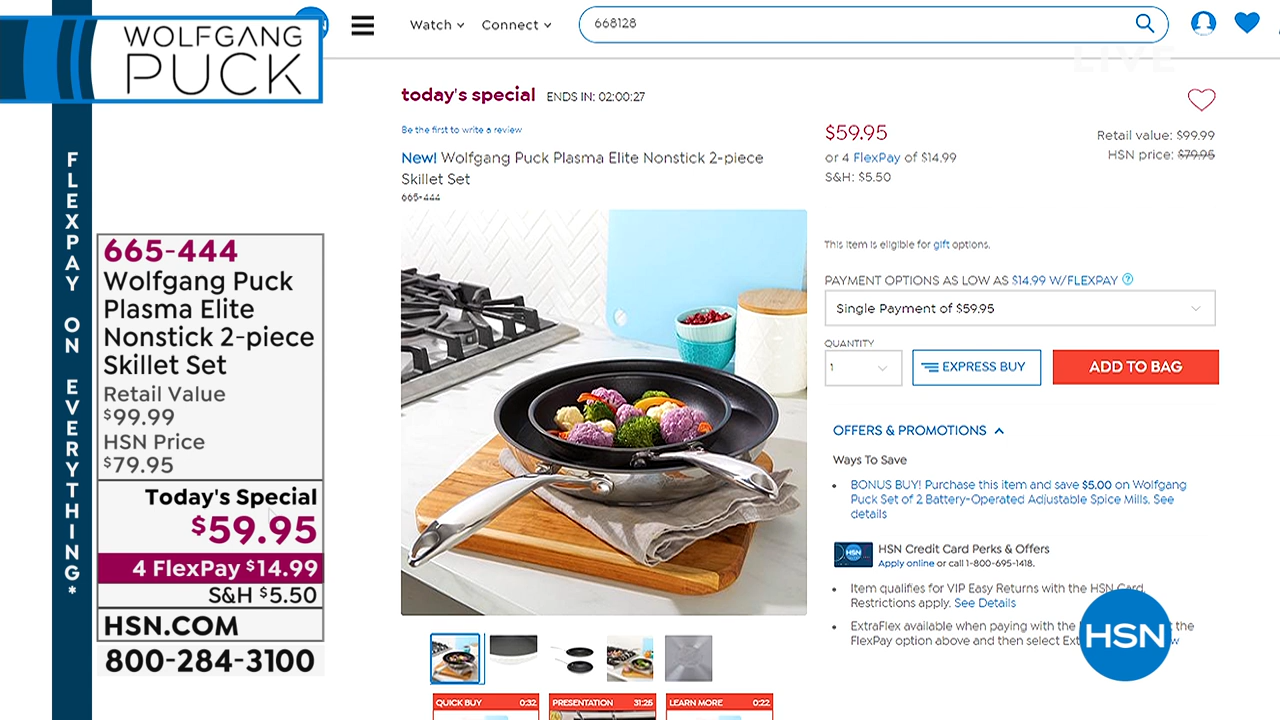 WOLFGANG
PUCK
FLEXPAY ON EVERYTHING*
665-444
Wolfgang Puck
Plasma Elite
Nonstick 2-piece
Skillet Set
Retail Value
$99.99
HSN Price
$79.95
Today's Special
$59.95
4 FlexPay $14.99
S&H $5.50
HSN.COM
800-284-3100
Watch
Connect
668128
LIVE
today's special ENDS IN: 02:00:27
Be the first to write a review
New! Wolfgang Puck Plasma Elite Nonstick 2-piece
Skillet Set
665-444
$59.95
or 4 FlexPay of $14.99
S&H: $5.50
Retail value: $99.99
HSN price: $79.95
This item is eligible for gift options.
PAYMENT OPTIONS AS LOW AS $14.99 W/FLEXPAY ?
Single Payment of $59.95
QUANTITY
1
EXPRESS BUY
ADD TO BAG
OFFERS & PROMOTIONS
Ways To Save
• BONUS BUY! Purchase this item and save $5.00 on Wolfgang
Puck Set of 2 Battery-Operated Adjustable Spice Mills. See
details
HSN
HSN Credit Card Perks & Offers
Apply online or call 1-800-695-1418.
• Item qualifies for VIP Easy Returns with the HSN Card.
Restrictions apply. See Details
• ExtraFlex available when paying with the
FlexPay option above and then select
HSN
QUICK BUY 0:32
PRESENTATION 31:25
LEARN MORE 0:22